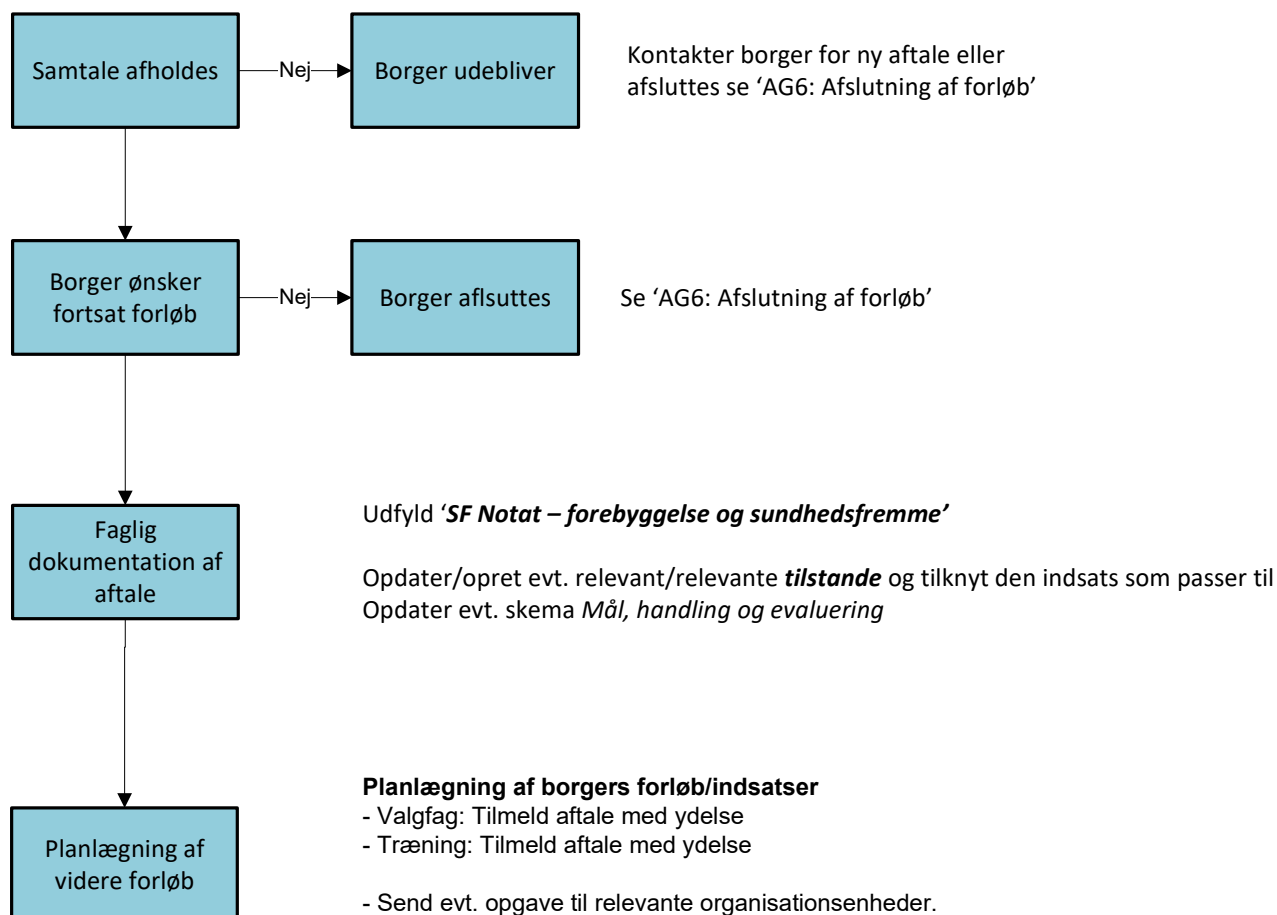 Samtale afholdes
Nej
Borger udebliver
Kontakter borger for ny aftale eller
afsluttes se ‘AG6: Afslutning af forløb’
Borger ønsker
fortsat forløb
Nej
Borger aflsuttes
Se ‘AG6: Afslutning af forløb’
Faglig
dokumentation af
aftale
Udfyld ‘SF Notat – forebyggelse og sundhedsfremme’
Opdater/opret evt. relevant/relevante tilstande og tilknyt den indsats som passer til
Opdater evt. skema Mål, handling og evaluering
Planlægning af
videre forløb
Planlægning af borgers forløb/indsatser
- Valgfag: Tilmeld aftale med ydelse
- Træning: Tilmeld aftale med ydelse
- Send evt. opgave til relevante organisationsenheder.